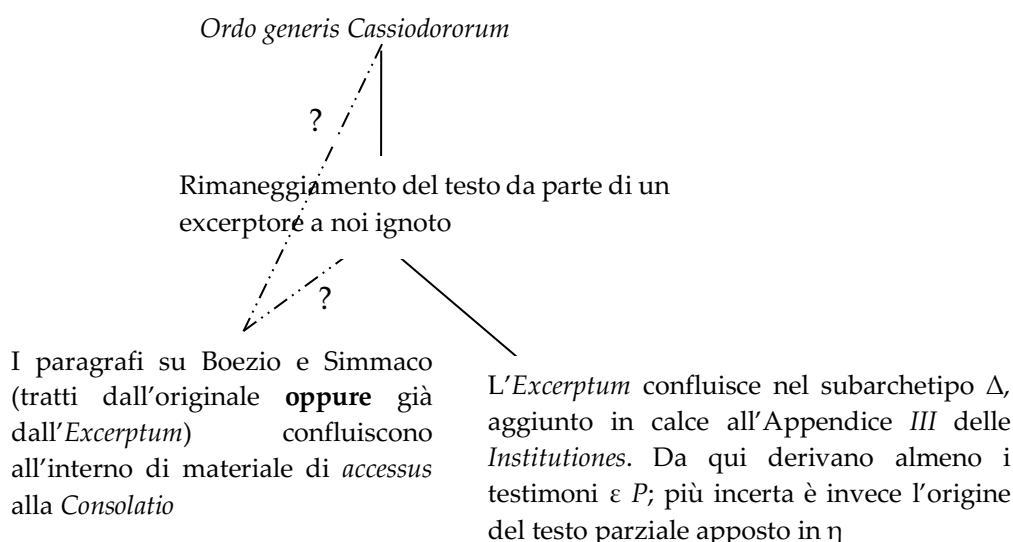 Ordo generis Cassiodororum
?
Rimaneggiamento del testo da parte di un
excerptore a noi ignoto
?
I paragrafi su Boezio e Simmaco
(tratti dall'originale oppure già
dall'Excerptum) confluiscono
all'interno di materiale di accessus
alla Consolatio
L'Excerptum confluisce nel subarchetipo Δ,
aggiunto in calce all'Appendice III delle
Institutiones. Da qui derivano almeno i
testimoni ε P; più incerta è invece l'origine
del testo parziale apposto in η